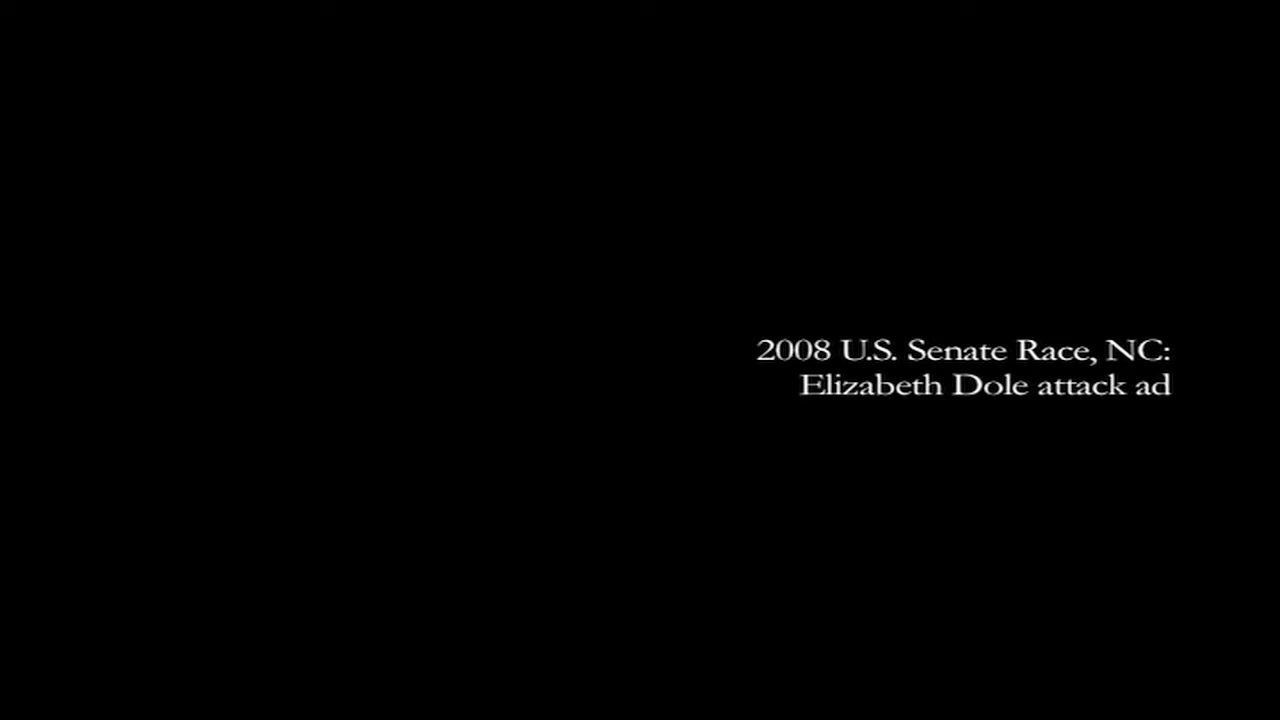 2008 U.S. Senate Race, NC:
Elizabeth Dole attack ad